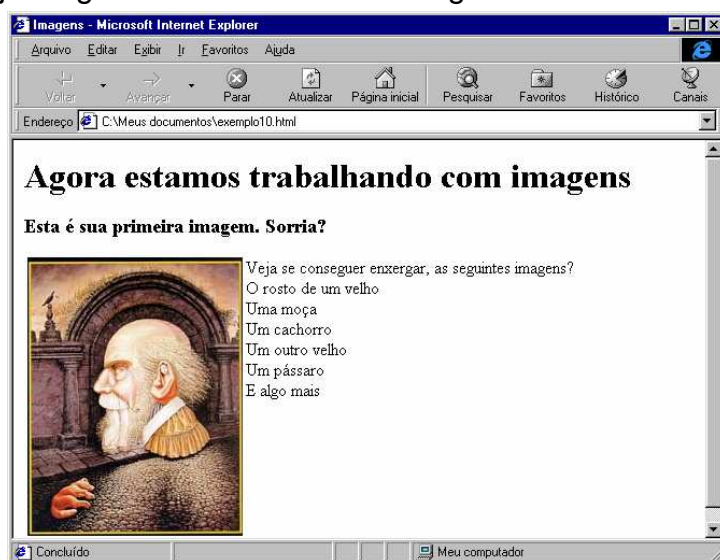 Imagens - Microsoft Internet Explorer
Arquivo Editar Exibir Ir Favoritos Ajuda
Voltar Avançar Parar Atualizar Página inicial Pesquisar Favoritos Histórico Canais
Endereço C:\Meus documentos\exemplo10.html
Agora estamos trabalhando com imagens
Esta é sua primeira imagem. Sorria?
Veja se conseguer enxergar, as seguintes imagens?
O rosto de um velho
Uma moça
Um cachorro
Um outro velho
Um pássaro
E algo mais
Concluído Meu computador